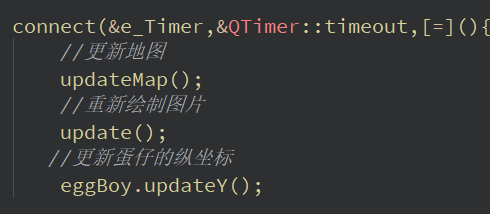 connect(&e_Timer,&QTimer::timeout,[=](){
//更新地图
updateMap();
//重新绘制图片
update();
//更新蛋仔的纵坐标
eggBoy.updateY();